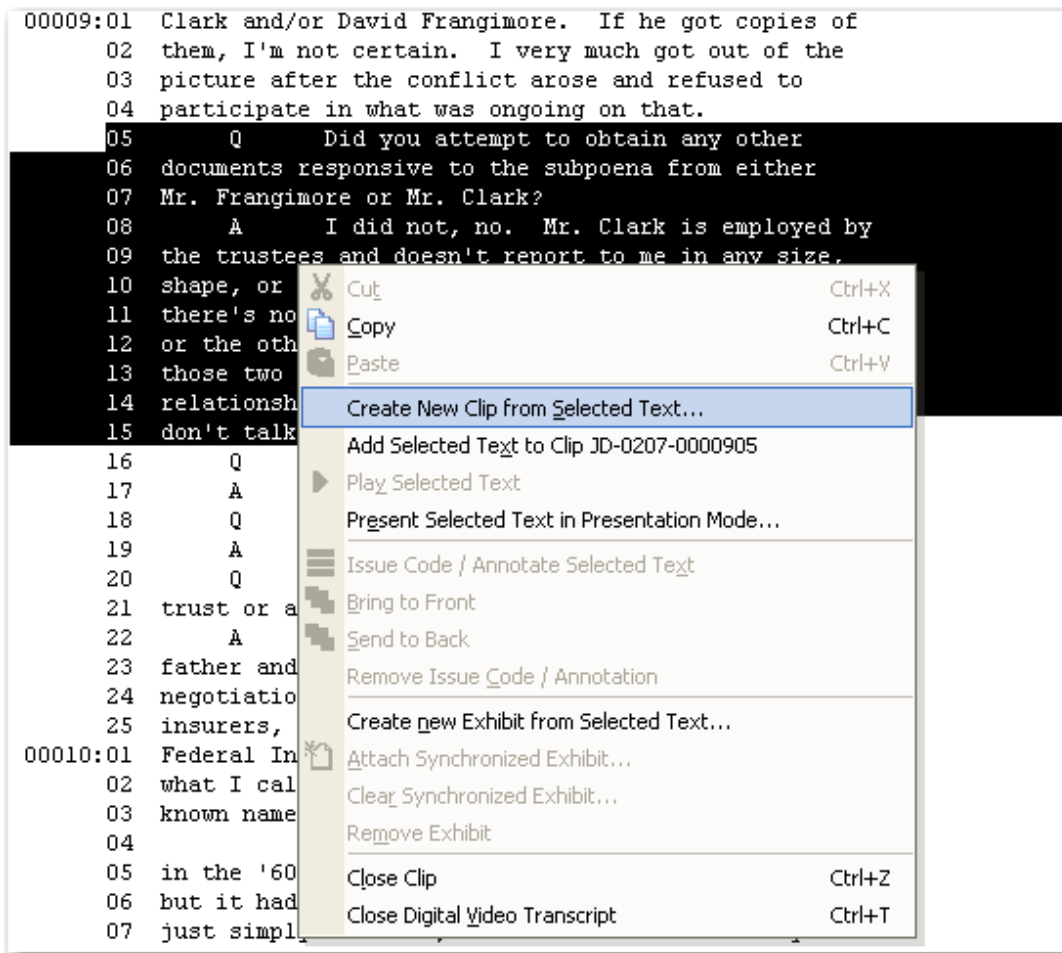 00009:01 Clark and/or David Frangimore. If he got copies of
02 them, I'm not certain. I very much got out of the
03 picture after the conflict arose and refused to
04 participate in what was ongoing on that.
05 Q Did you attempt to obtain any other
06 documents responsive to the subpoena from either
07 Mr. Frangimore or Mr. Clark?
08 A I did not, no. Mr. Clark is employed by
09 the trustees and doesn't report to me in any size,
10 shape, or
11 there's no
12 or the oth
13 those two
14 relationsh
15 don't talk
16 Q
17 A
18 Q
19 A
20 Q
21 trust or a
22 A
23 father and
24 negotiatio
25 insurers,
00010:01 Federal In
02 what I cal
03 known name
04
05 in the '60
06 but it had
07 just simpl
Cut Ctrl+X
Copy Ctrl+C
Paste Ctrl+V
Create New Clip from Selected Text...
Add Selected Text to Clip JD-0207-0000905
Play Selected Text
Present Selected Text in Presentation Mode...
Issue Code / Annotate Selected Text
Bring to Front
Send to Back
Remove Issue Code / Annotation
Create new Exhibit from Selected Text...
Attach Synchronized Exhibit...
Clear Synchronized Exhibit...
Remove Exhibit
Close Clip Ctrl+Z
Close Digital Video Transcript Ctrl+T